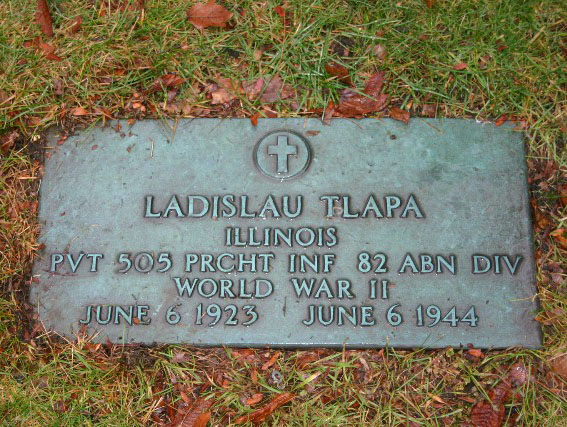 LADISLAU TLAPA
ILLINOIS
PVT 505 PRCHT INF 82 ABN DIV
WORLD WAR II
JUNE 6 1923 JUNE 6 1944